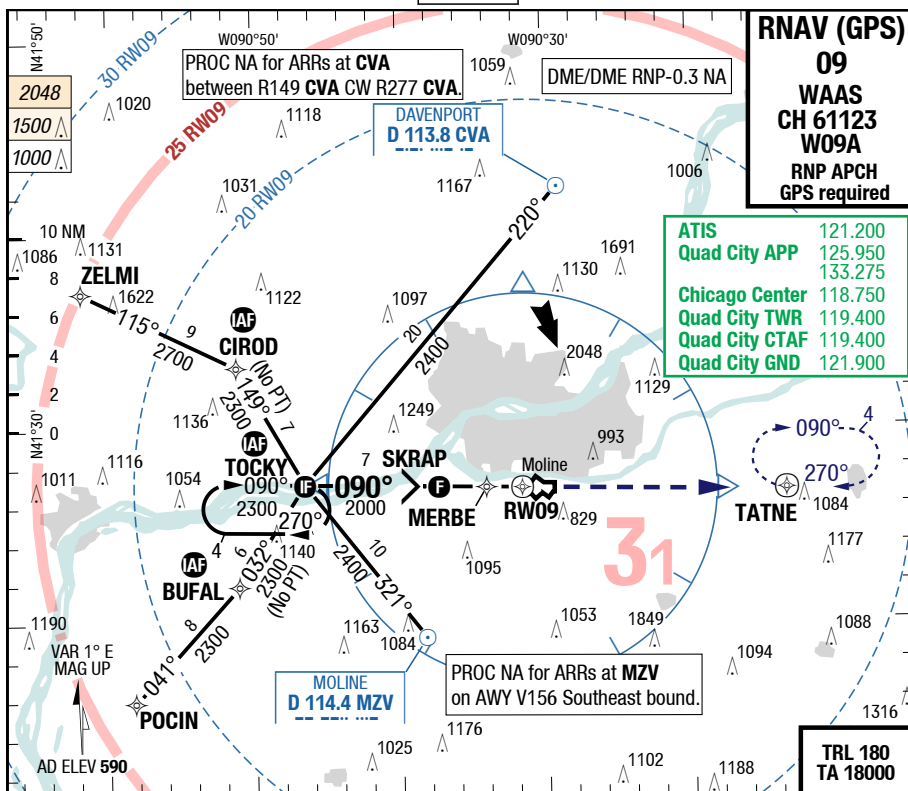 W090°50'
W090°30'
N41°50'
30 RW09
25 RW09
20 RW09
2048
1500
1000
1020
1118
1059
PROC NA for ARRs at CVA
between R149 CVA CW R277 CVA.
DME/DME RNP-0.3 NA
RNAV (GPS)
09
WAAS
CH 61123
W09A
RNP APCH
GPS required
DAVENPORT
D 113.8 CVA
1167
1006
1031
220°
ATIS 121.200
Quad City APP 125.950
133.275
Chicago Center 118.750
Quad City TWR 119.400
Quad City CTAF 119.400
Quad City GND 121.900
10 NM
1086
1131
8
6
4
2
0
ZELMI
1622
115°
9
2700
1122
IAF
CIROD
(No PT)
149°
2300
7
1097
20
2400
1691
1130
2048
1129
1136
N41°30'
1249
993
IAF
TOCKY
090°
2300
270°
4
1140
IF
090°
7
2000
SKRAP
F
MERBE
Moline
RW09
829
090°
4
270°
TATNE
1084
1011
1116
1054
1177
31
6
032°
2300
(No PT)
IAF
BUFAL
10
2400
321°
1095
1190
8
2300
041°
POCIN
1163
1084
1053
1849
1088
1094
VAR 1° E
MAG UP
MOLINE
D 114.4 MZV
PROC NA for ARRs at MZV
on AWY V156 Southeast bound.
1316
AD ELEV 590
1176
1025
1102
1188
TRL 180
TA 18000